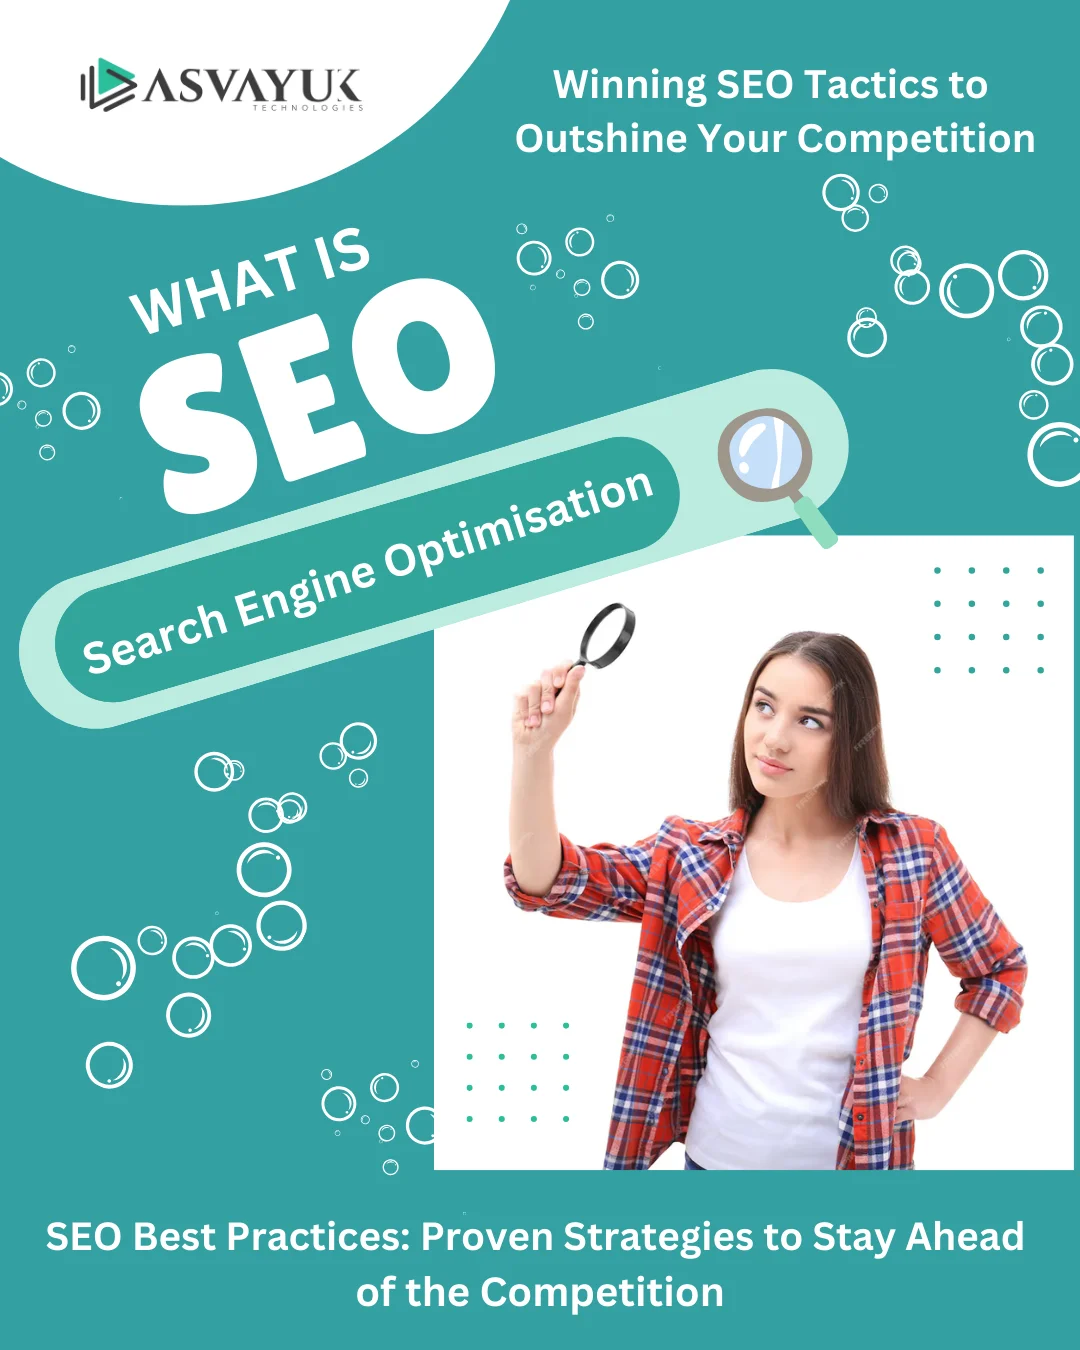 ASVAYUK
TECHNOLOGIES
Winning SEO Tactics to
Outshine Your Competition
WHAT IS
SEO
Search Engine Optimisation
SEO Best Practices: Proven Strategies to Stay Ahead
of the Competition